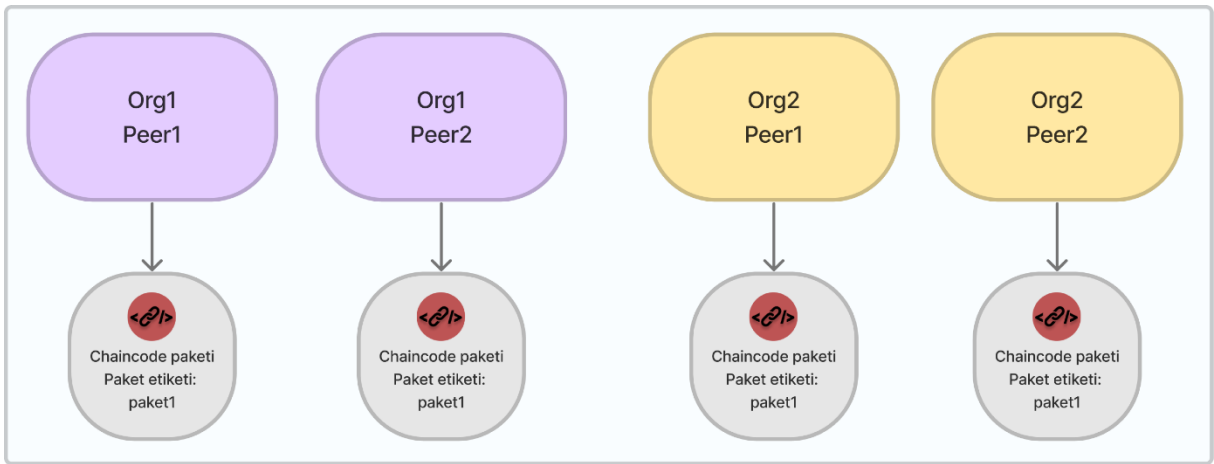 Org1
Peer1
Org1
Peer2
Org2
Peer1
Org2
Peer2
Chaincode paketi
Paket etiketi:
paket1
Chaincode paketi
Paket etiketi:
paket1
Chaincode paketi
Paket etiketi:
paket1
Chaincode paketi
Paket etiketi:
paket1